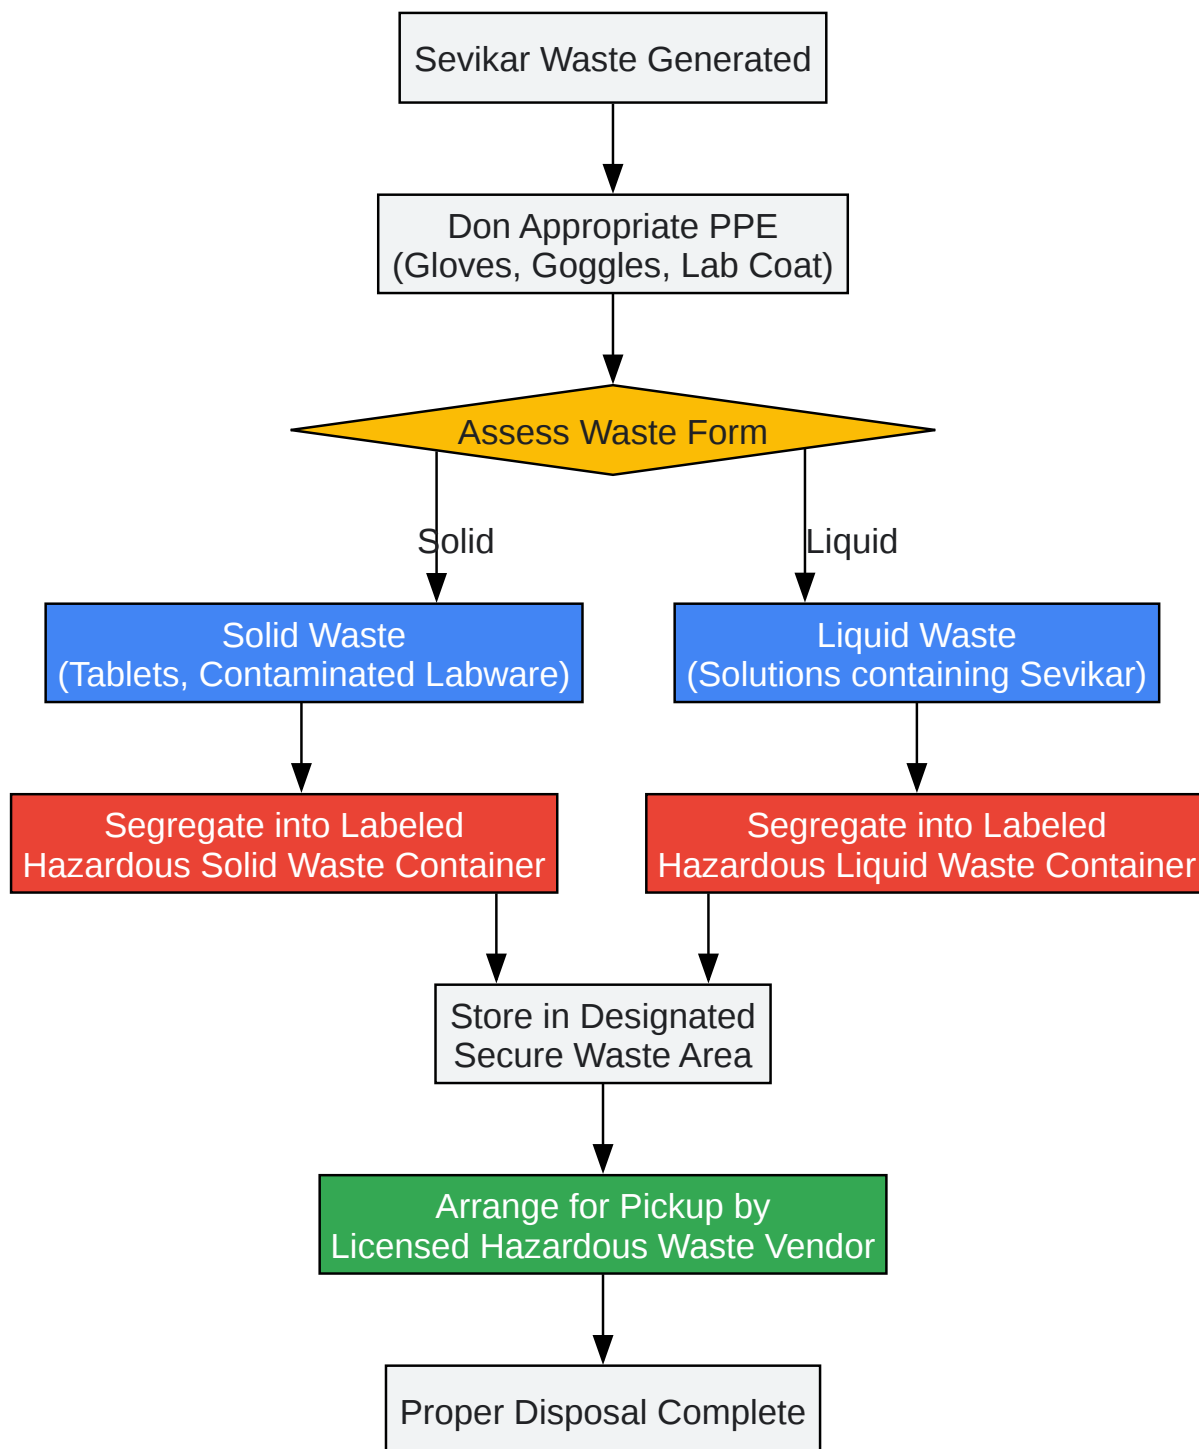 Sevikar Waste Generated
Don Appropriate PPE
(Gloves, Goggles, Lab Coat)
Assess Waste Form
Solid
Liquid
Solid Waste
(Tablets, Contaminated Labware)
Liquid Waste
(Solutions containing Sevikar)
Segregate into Labeled
Hazardous Solid Waste Container
Segregate into Labeled
Hazardous Liquid Waste Container
Store in Designated
Secure Waste Area
Arrange for Pickup by
Licensed Hazardous Waste Vendor
Proper Disposal Complete